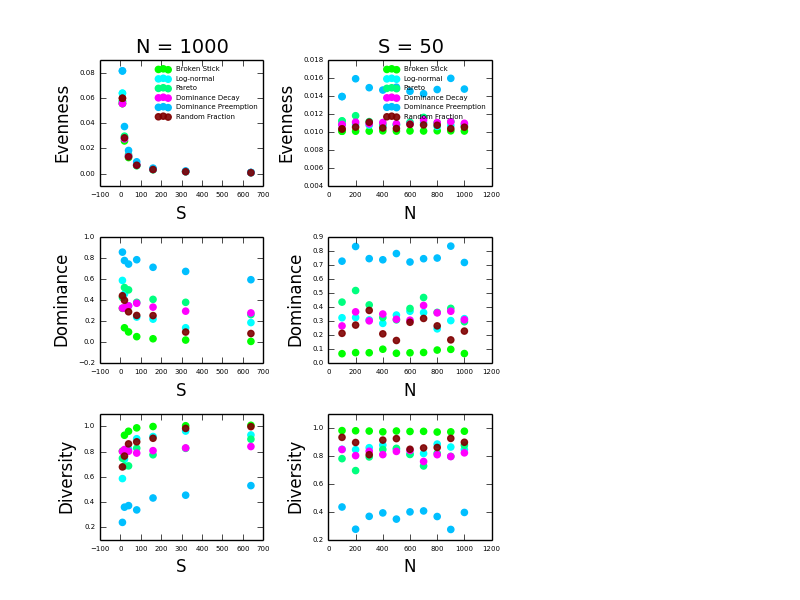 N = 1000
S = 50
Evenness
0.08
0.06
0.04
0.02
0.00
Broken Stick
Log-normal
Pareto
Dominance Decay
Dominance Preemption
Random Fraction
−100 0 100 200 300 400 500 600 700
S
Evenness
0.018
0.016
0.014
0.012
0.010
0.008
0.006
0.004
Broken Stick
Log-normal
Pareto
Dominance Decay
Dominance Preemption
Random Fraction
0 200 400 600 800 1000 1200
N
Dominance
1.0
0.8
0.6
0.4
0.2
0.0
−0.2
−100 0 100 200 300 400 500 600 700
S
Dominance
0.9
0.8
0.7
0.6
0.5
0.4
0.3
0.2
0.1
0.0
0 200 400 600 800 1000 1200
N
Diversity
1.0
0.8
0.6
0.4
0.2
−100 0 100 200 300 400 500 600 700
S
Diversity
1.0
0.8
0.6
0.4
0.2
0 200 400 600 800 1000 1200
N